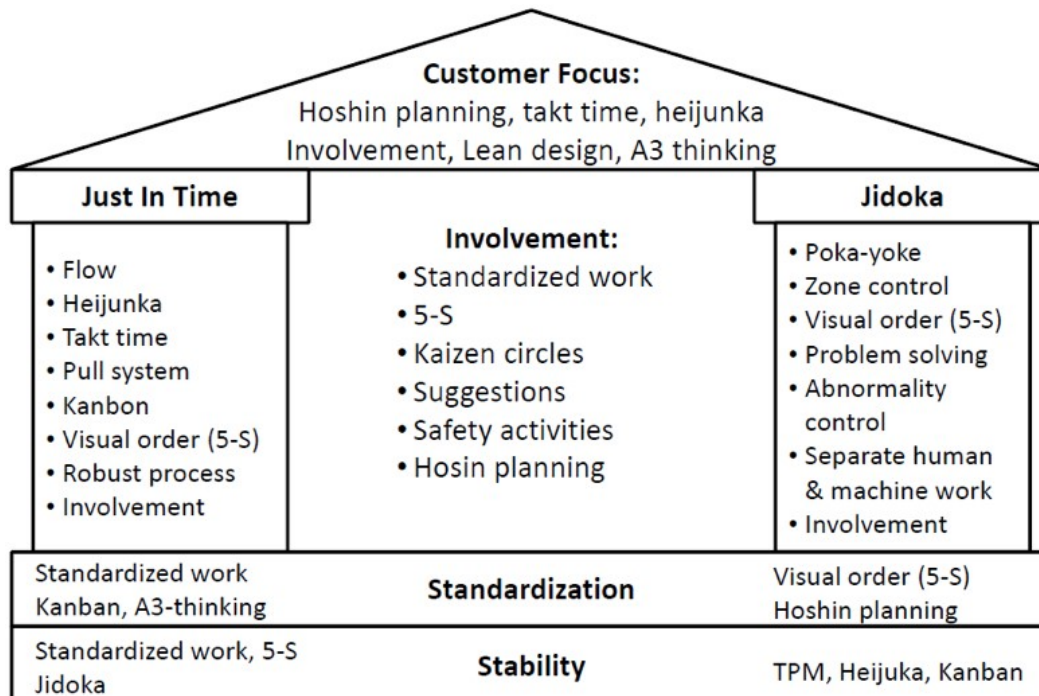 Customer Focus:
Hoshin planning, takt time, heijunka
Involvement, Lean design, A3 thinking
Just In Time
• Flow
• Heijunka
• Takt time
• Pull system
• Kanbon
• Visual order (5-S)
• Robust process
• Involvement
Involvement:
• Standardized work
• 5-S
• Kaizen circles
• Suggestions
• Safety activities
• Hosin planning
Jidoka
• Poka-yoke
• Zone control
• Visual order (5-S)
• Problem solving
• Abnormality
control
• Separate human
& machine work
• Involvement
Standardized work
Kanban, A3-thinking
Standardization
Visual order (5-S)
Hoshin planning
Standardized work, 5-S
Jidoka
Stability
TPM, Heijuka, Kanban